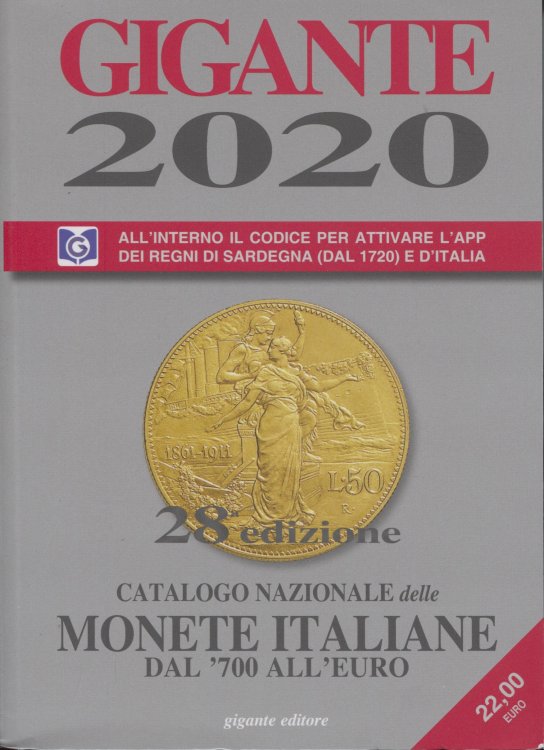 GIGANTE
2020
G
ALL'INTERNO IL CODICE PER ATTIVARE L'APP
DEI REGNI DI SARDEGNA (DAL 1720) E D'ITALIA
1861-1911
L.50
R.
28ª edizione
CATALOGO NAZIONALE delle
MONETE ITALIANE
DAL '700 ALL'EURO
22,00
EURO
gigante editore